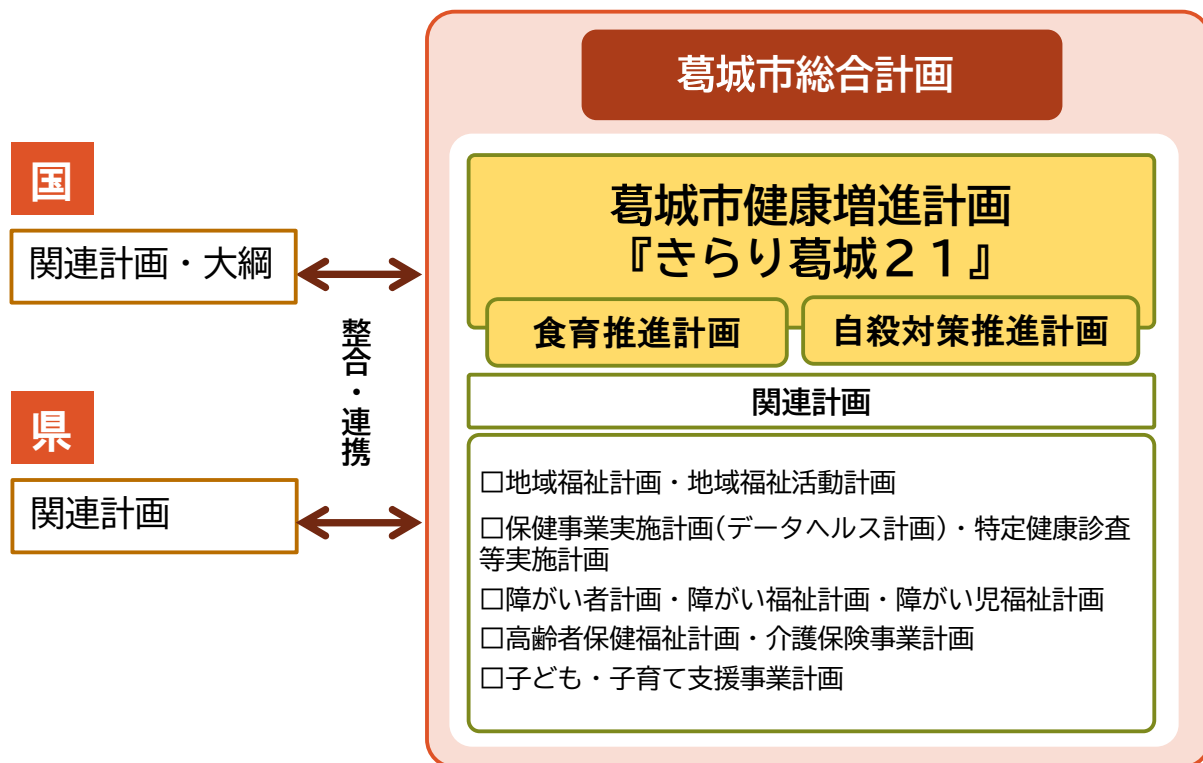 葛城市総合計画
国
関連計画・大綱
県
関連計画
整合・連携
葛城市健康増進計画
『きらり葛城２１』
食育推進計画
自殺対策推進計画
関連計画
□地域福祉計画・地域福祉活動計画
□保健事業実施計画(データヘルス計画)・特定健康診査
等実施計画
□障がい者計画・障がい福祉計画・障がい児福祉計画
□高齢者保健福祉計画・介護保険事業計画
□子ども・子育て支援事業計画